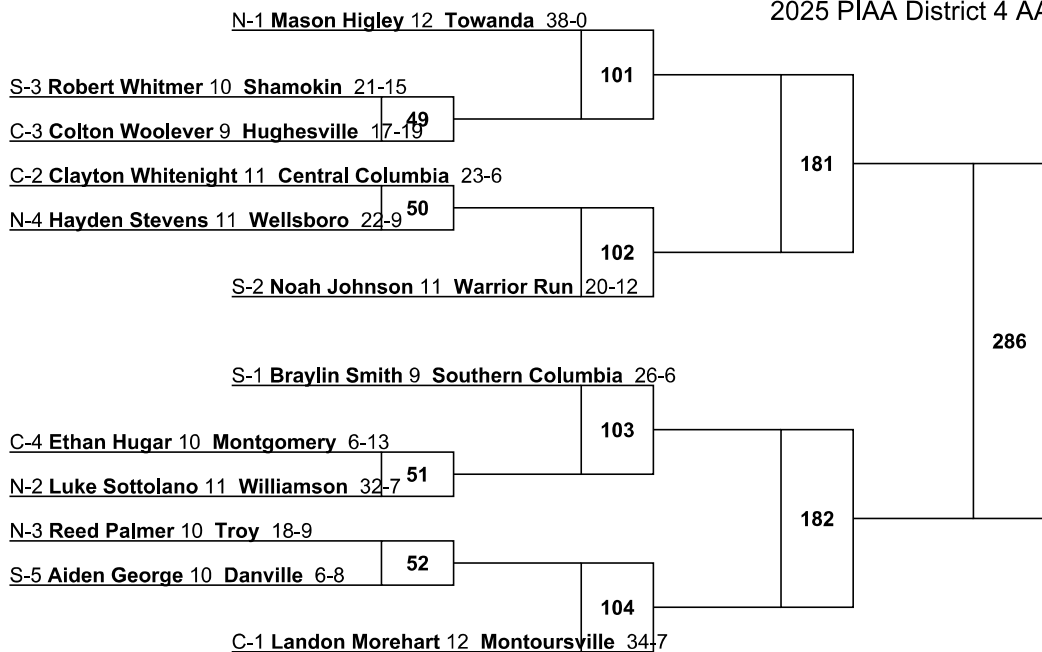 2025 PIAA District 4 AA
N-1 Mason Higley 12 Towanda 38-0
101
S-3 Robert Whitmer 10 Shamokin 21-15
49
C-3 Colton Woolever 9 Hughesville 17-19
C-2 Clayton Whitenight 11 Central Columbia 23-6
181
50
N-4 Hayden Stevens 11 Wellsboro 22-9
102
S-2 Noah Johnson 11 Warrior Run 20-12
286
S-1 Braylin Smith 9 Southern Columbia 26-6
103
C-4 Ethan Hugar 10 Montgomery 6-13
51
N-2 Luke Sottolano 11 Williamson 32-7
182
N-3 Reed Palmer 10 Troy 18-9
52
S-5 Aiden George 10 Danville 6-8
104
C-1 Landon Morehart 12 Montoursville 34-7